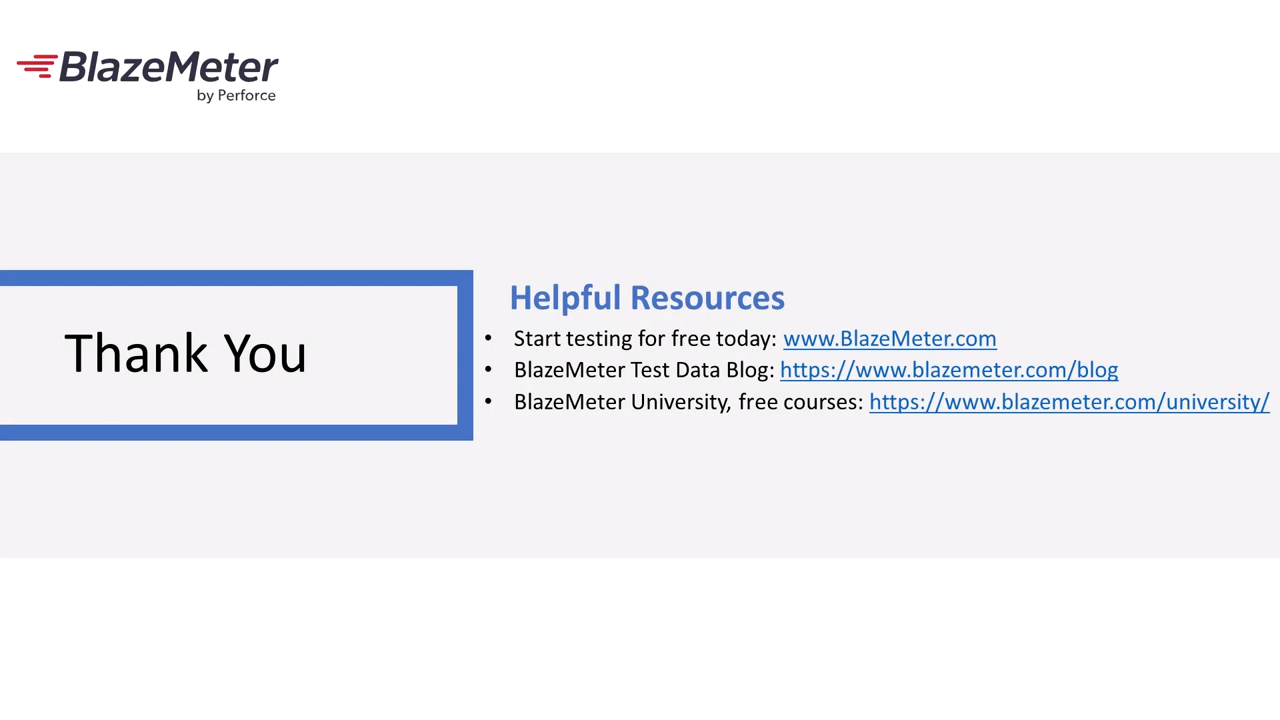 BlazeMeter
by Perforce
Thank You
Helpful Resources
• Start testing for free today: www.BlazeMeter.com
• BlazeMeter Test Data Blog: https://www.blazemeter.com/blog
• BlazeMeter University, free courses: https://www.blazemeter.com/university/